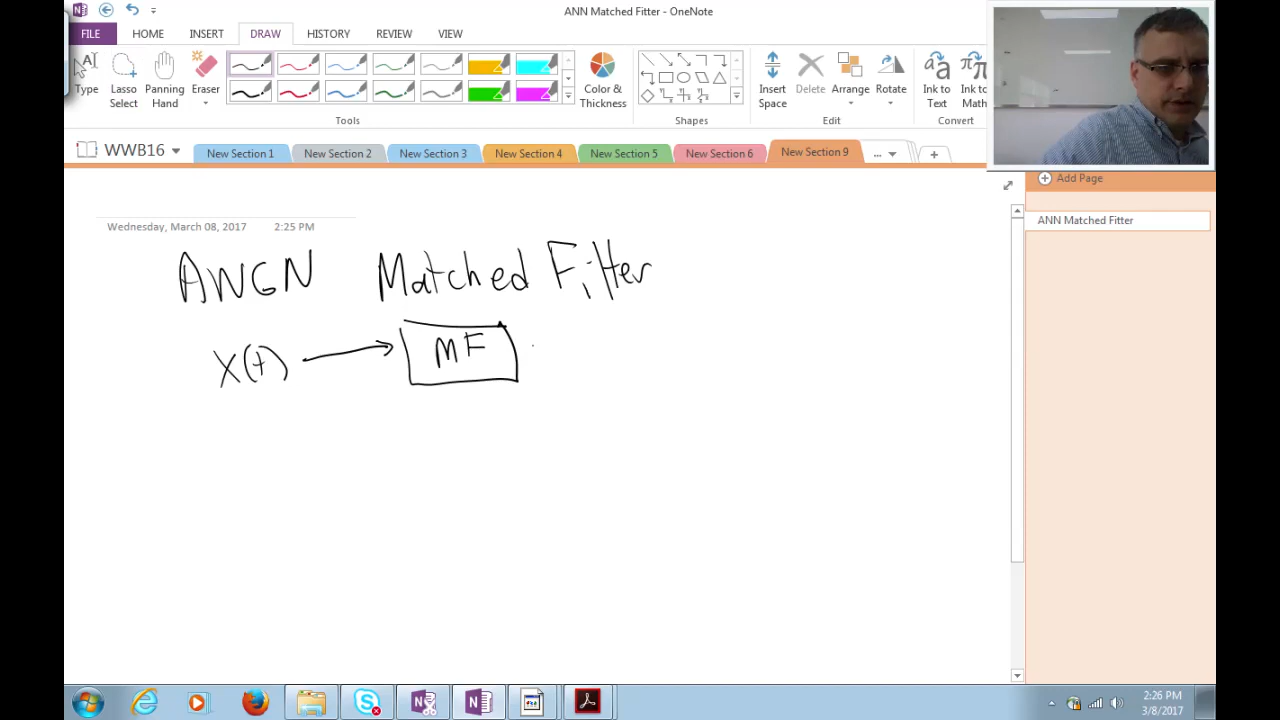 ANN Matched Fitter - OneNote
FILE HOME INSERT DRAW HISTORY REVIEW VIEW
Type Lasso Select Panning Hand Eraser Color & Thickness Insert Space Delete Arrange Rotate Ink to Text Ink to Math
Tools Shapes Edit Convert
WWB16 New Section 1 New Section 2 New Section 3 New Section 4 New Section 5 New Section 6 New Section 9 ...
Add Page
ANN Matched Fitter
Wednesday, March 08, 2017 2:25 PM
AWGN Matched Filter
X(t) MF
2:26 PM
3/8/2017